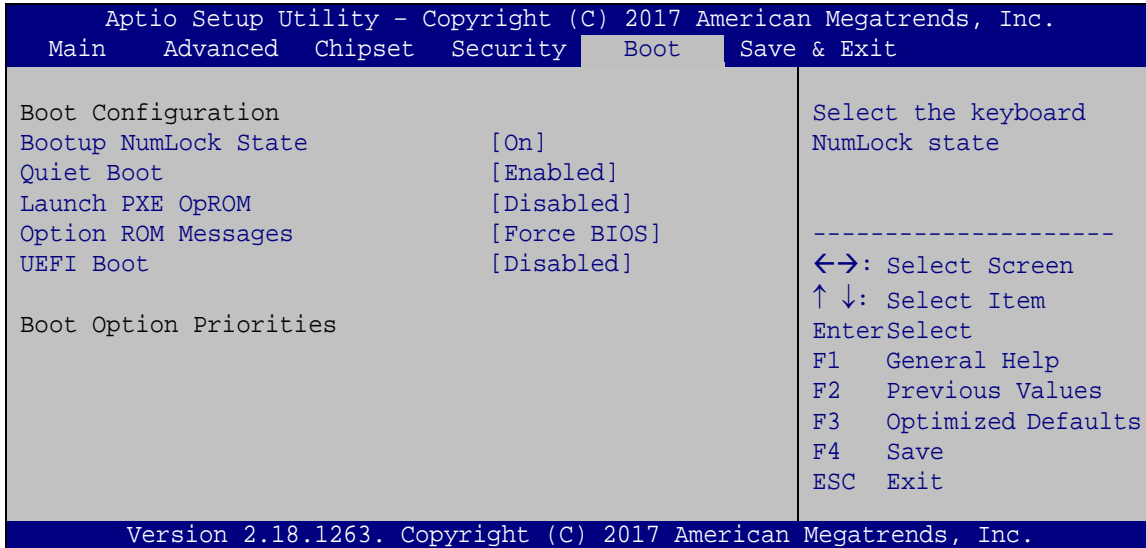 Aptio Setup Utility – Copyright (C) 2017 American Megatrends, Inc.
Main Advanced Chipset Security Boot Save & Exit
Boot Configuration
Bootup NumLock State [On]
Quiet Boot [Enabled]
Launch PXE OpROM [Disabled]
Option ROM Messages [Force BIOS]
UEFI Boot [Disabled]
Boot Option Priorities
Select the keyboard
NumLock state
---------------------
←→: Select Screen
↑ ↓: Select Item
EnterSelect
F1 General Help
F2 Previous Values
F3 Optimized Defaults
F4 Save
ESC Exit
Version 2.18.1263. Copyright (C) 2017 American Megatrends, Inc.